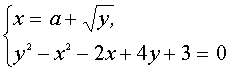 x = a + √y,
y² − x² − 2x + 4y + 3 = 0